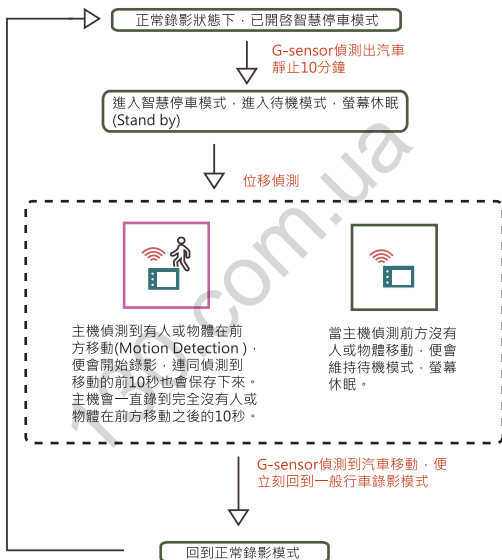 正常錄影狀態下，已開啓智慧停車模式
G-sensor偵測出汽車
靜止10分鐘
進入智慧停車模式，進入待機模式，螢幕休眠
(Stand by)
位移偵測
主機偵測到有人或物體在前
方移動(Motion Detection )，
便會開始錄影，連同偵測到
移動的前10秒也會保存下來。
主機會一直錄到完全沒有人或
物體在前方移動之後的10秒。
當主機偵測前方沒有
人或物體移動，便會
維持待機模式，螢幕
休眠。
G-sensor偵測到汽車移動，便
立刻回到一般行車錄影模式
回到正常錄影模式
130.com.ua